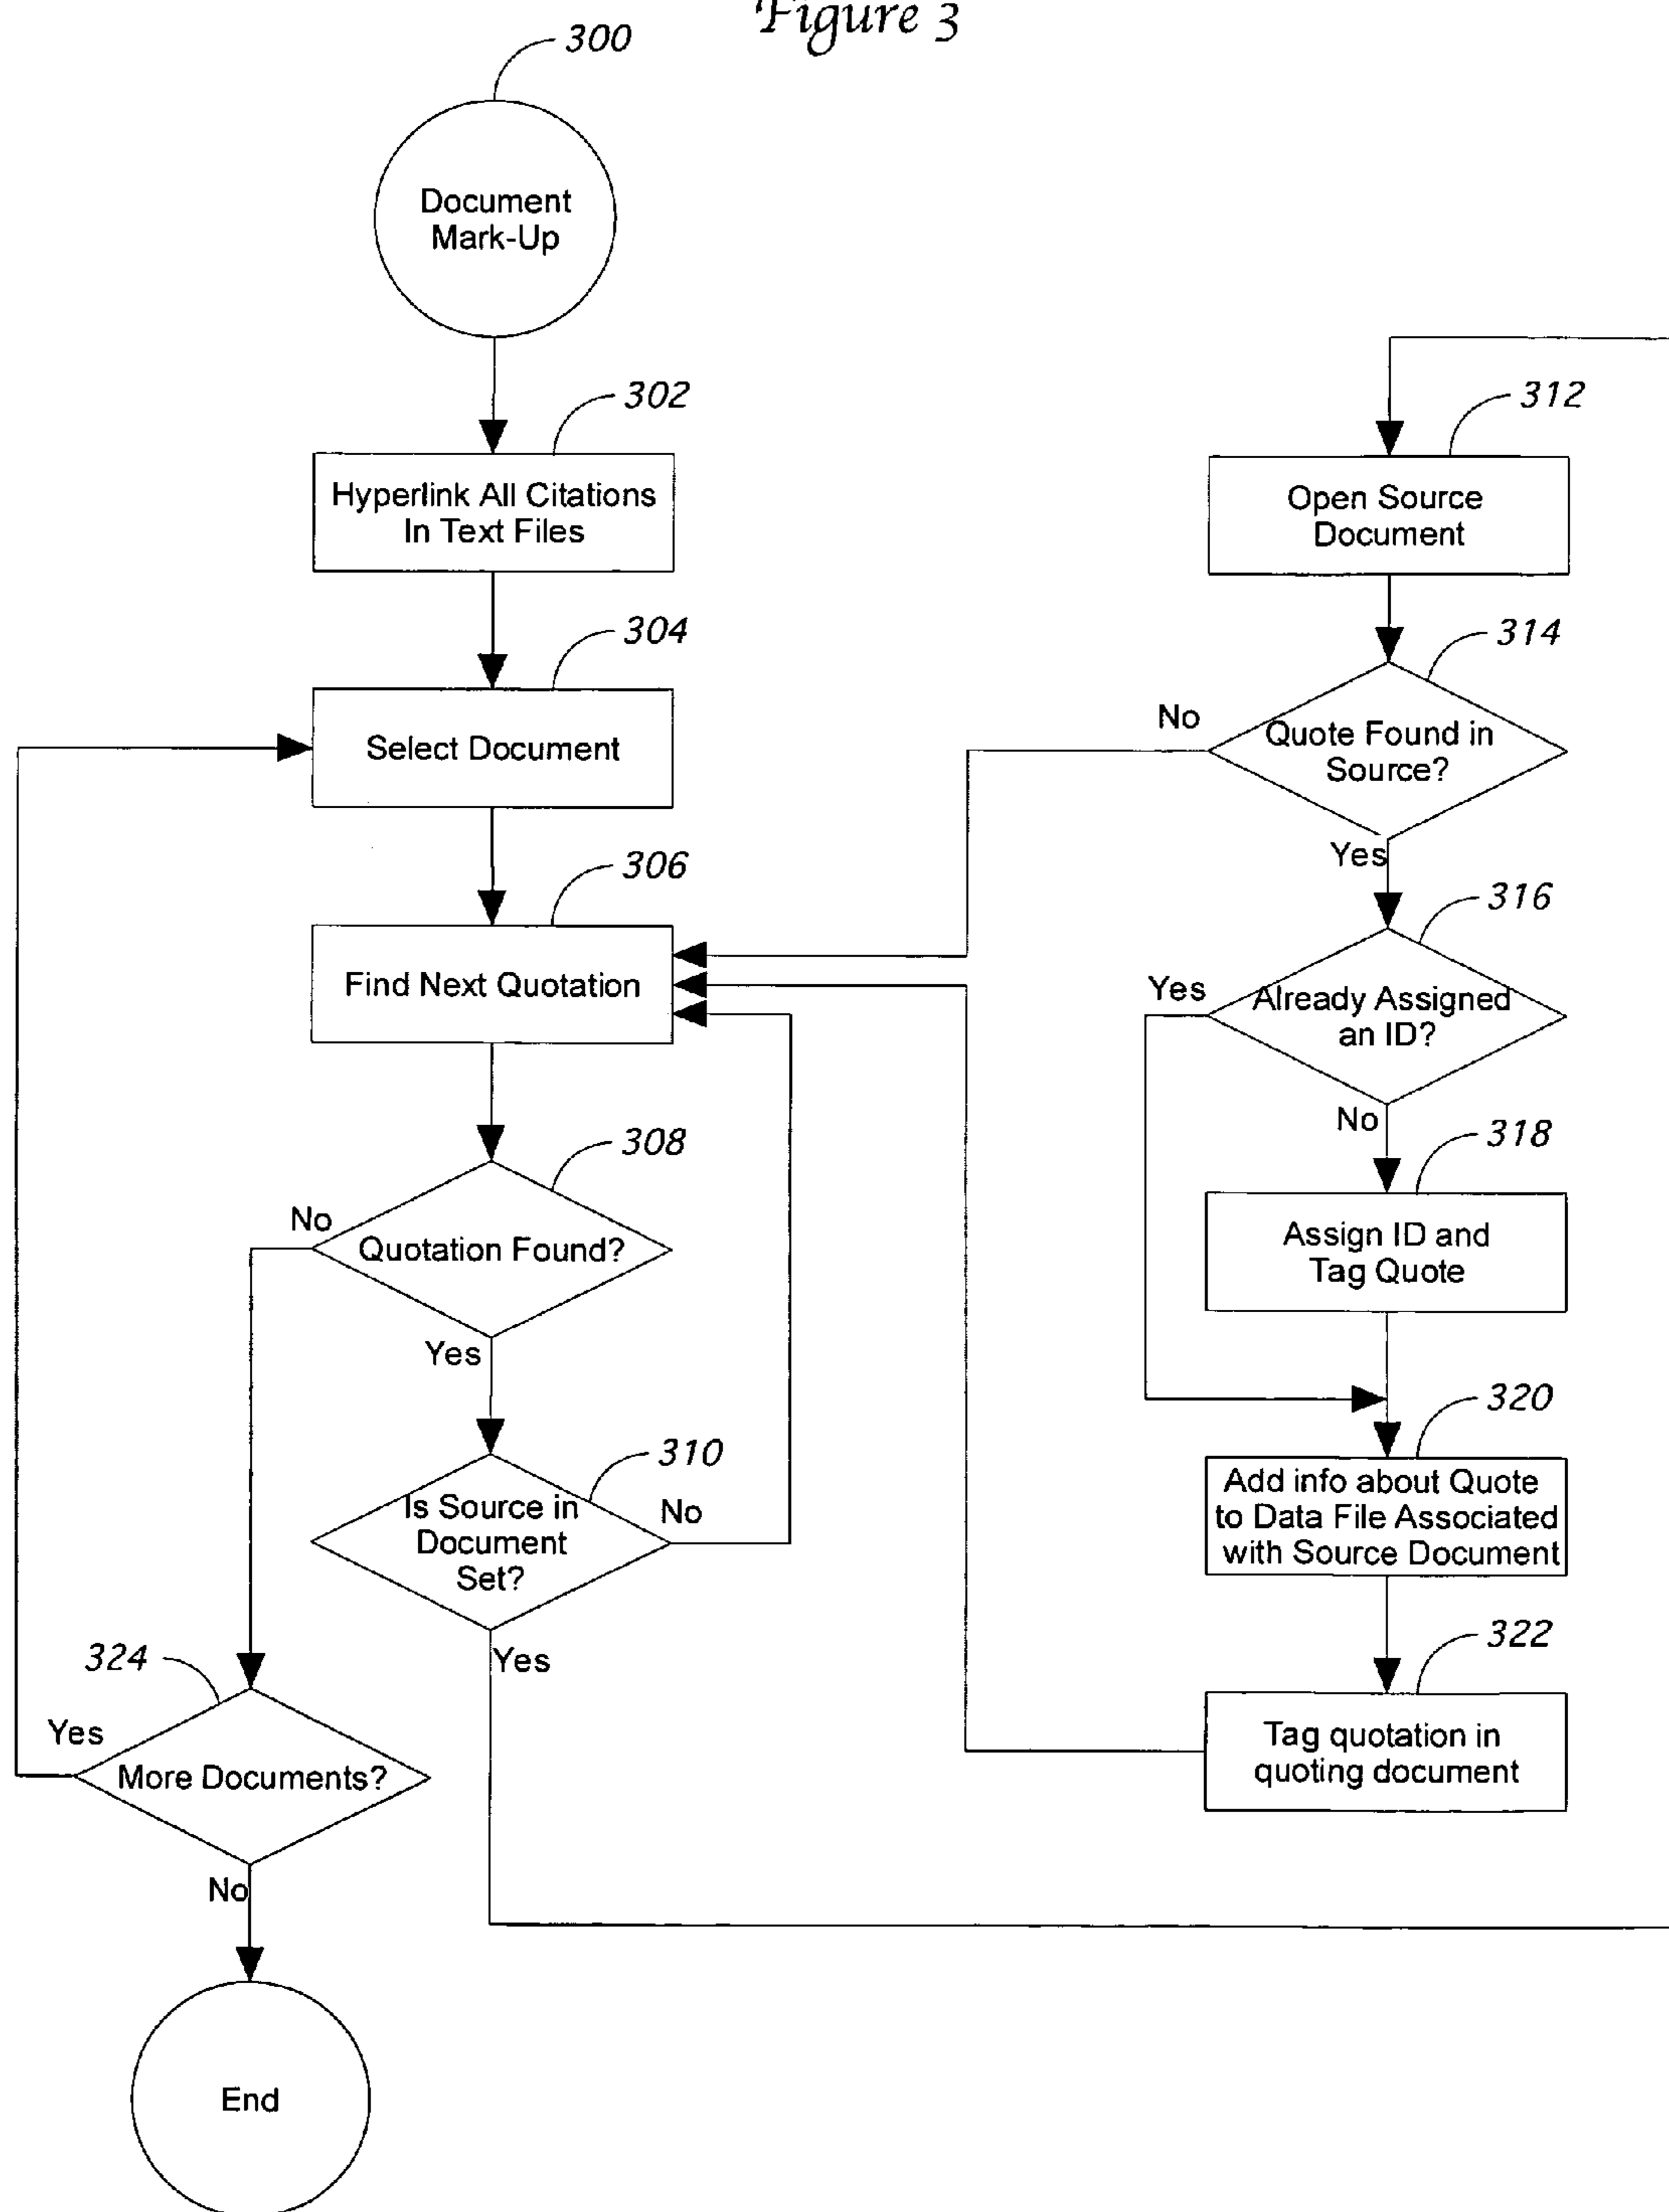 Figure 3
300
Document
Mark-Up
302
Hyperlink All Citations
In Text Files
304
Select Document
306
Find Next Quotation
308
No
Quotation Found?
Yes
310
Is Source in
Document
Set?
No
Yes
324
Yes
More Documents?
No
End
312
Open Source
Document
314
No
Quote Found in
Source?
Yes
316
Yes
Already Assigned
an ID?
No
318
Assign ID and
Tag Quote
320
Add info about Quote
to Data File Associated
with Source Document
322
Tag quotation in
quoting document